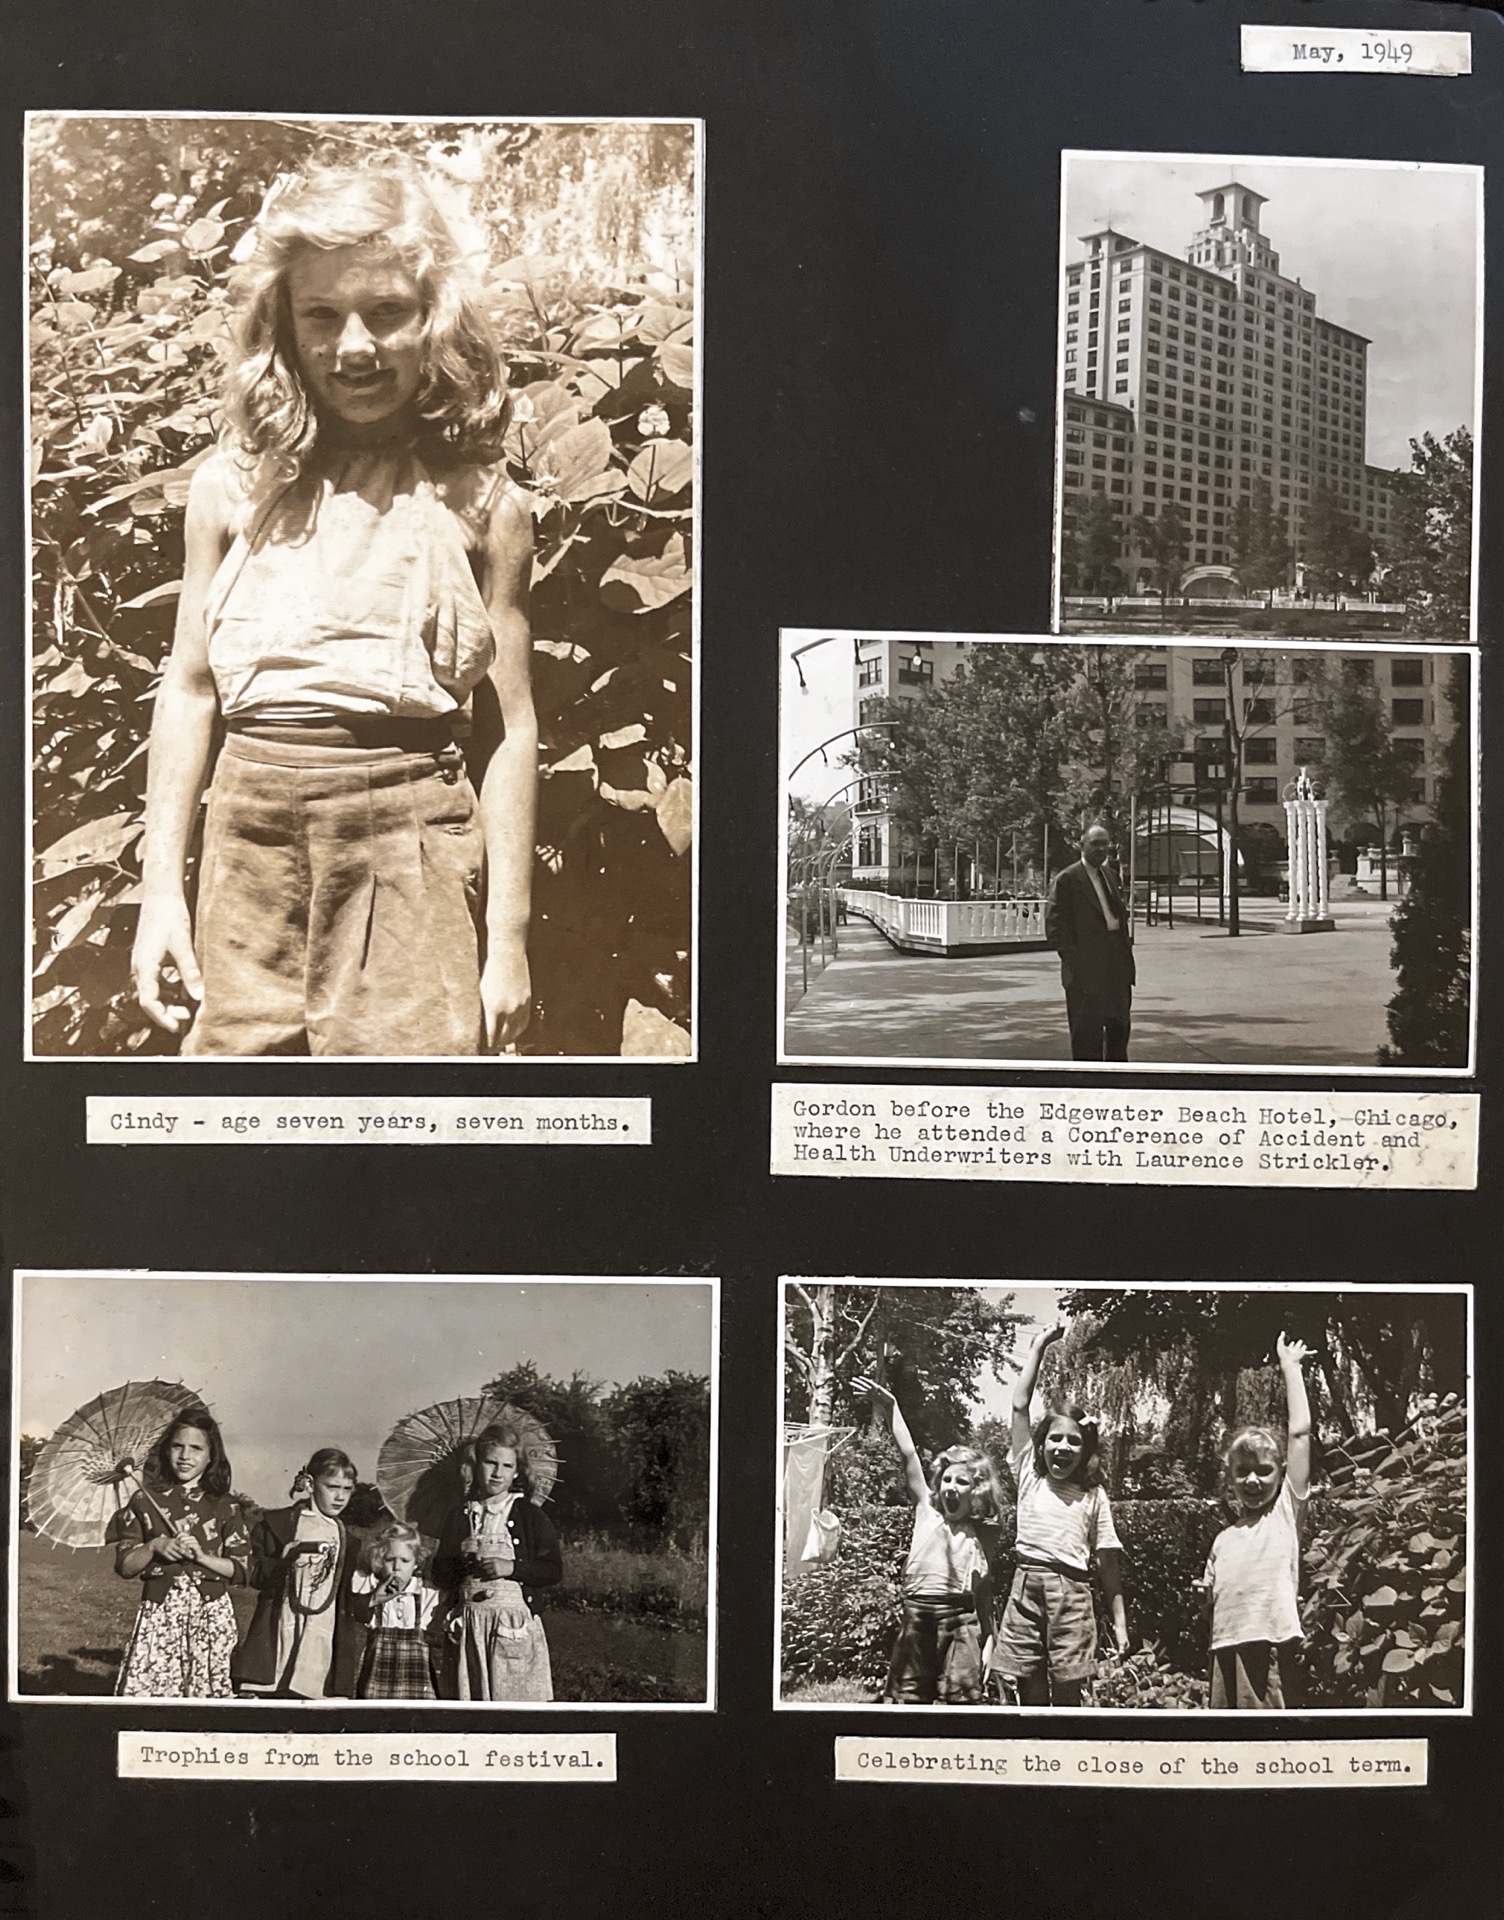 May, 1949
Cindy - age seven years, seven months.
Gordon before the Edgewater Beach Hotel, Chicago,
where he attended a Conference of Accident and
Health Underwriters with Laurence Strickler.
Trophies from the school festival.
Celebrating the close of the school term.